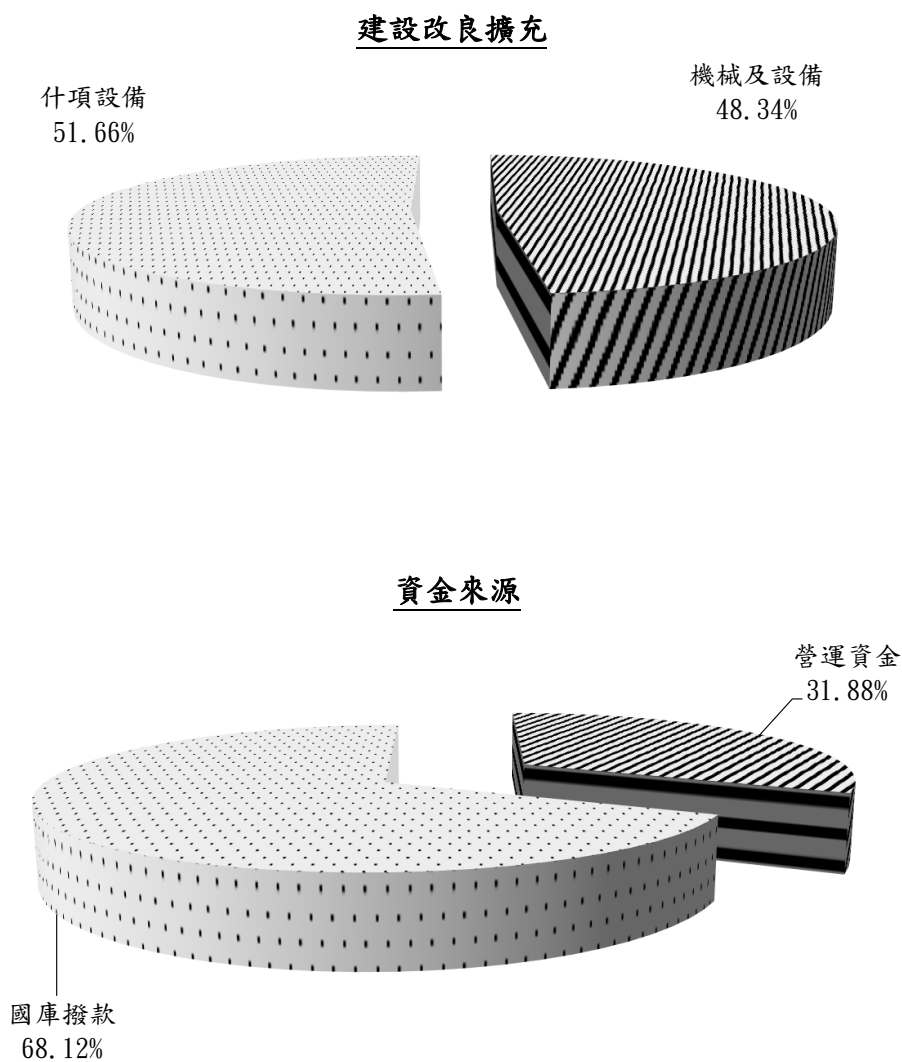 建設改良擴充
什項設備
51.66%
機械及設備
48.34%
資金來源
營運資金
31.88%
國庫撥款
68.12%